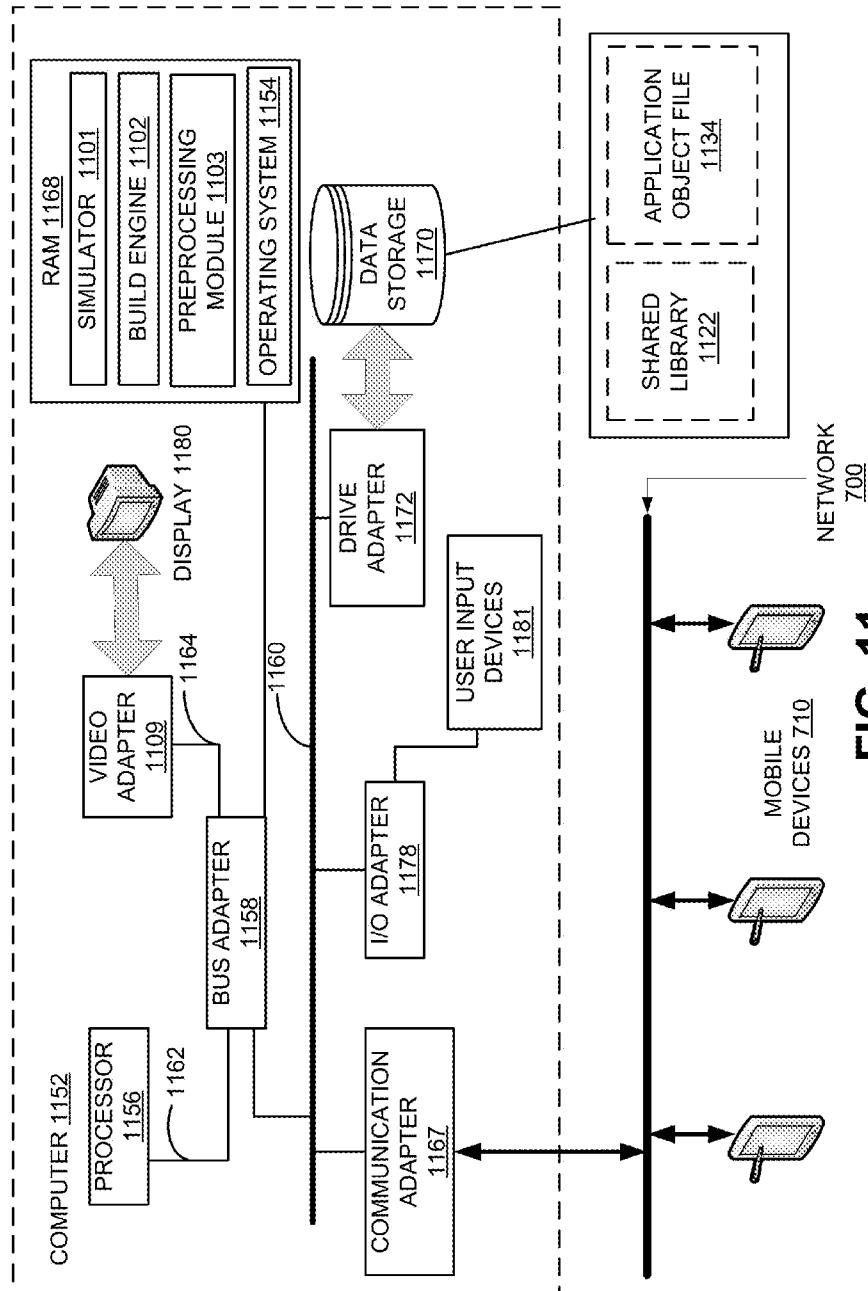 COMPUTER 1152
PROCESSOR
1156
1162
BUS ADAPTER
1158
VIDEO
ADAPTER
1109
1164
DISPLAY 1180
RAM 1168
SIMULATOR 1101
BUILD ENGINE 1102
PREPROCESSING
MODULE 1103
OPERATING SYSTEM 1154
1160
COMMUNICATION
ADAPTER
1167
I/O ADAPTER
1178
USER INPUT
DEVICES
1181
DRIVE
ADAPTER
1172
DATA
STORAGE
1170
SHARED
LIBRARY
1122
APPLICATION
OBJECT FILE
1134
NETWORK
700
MOBILE
DEVICES 710
FIG. 11